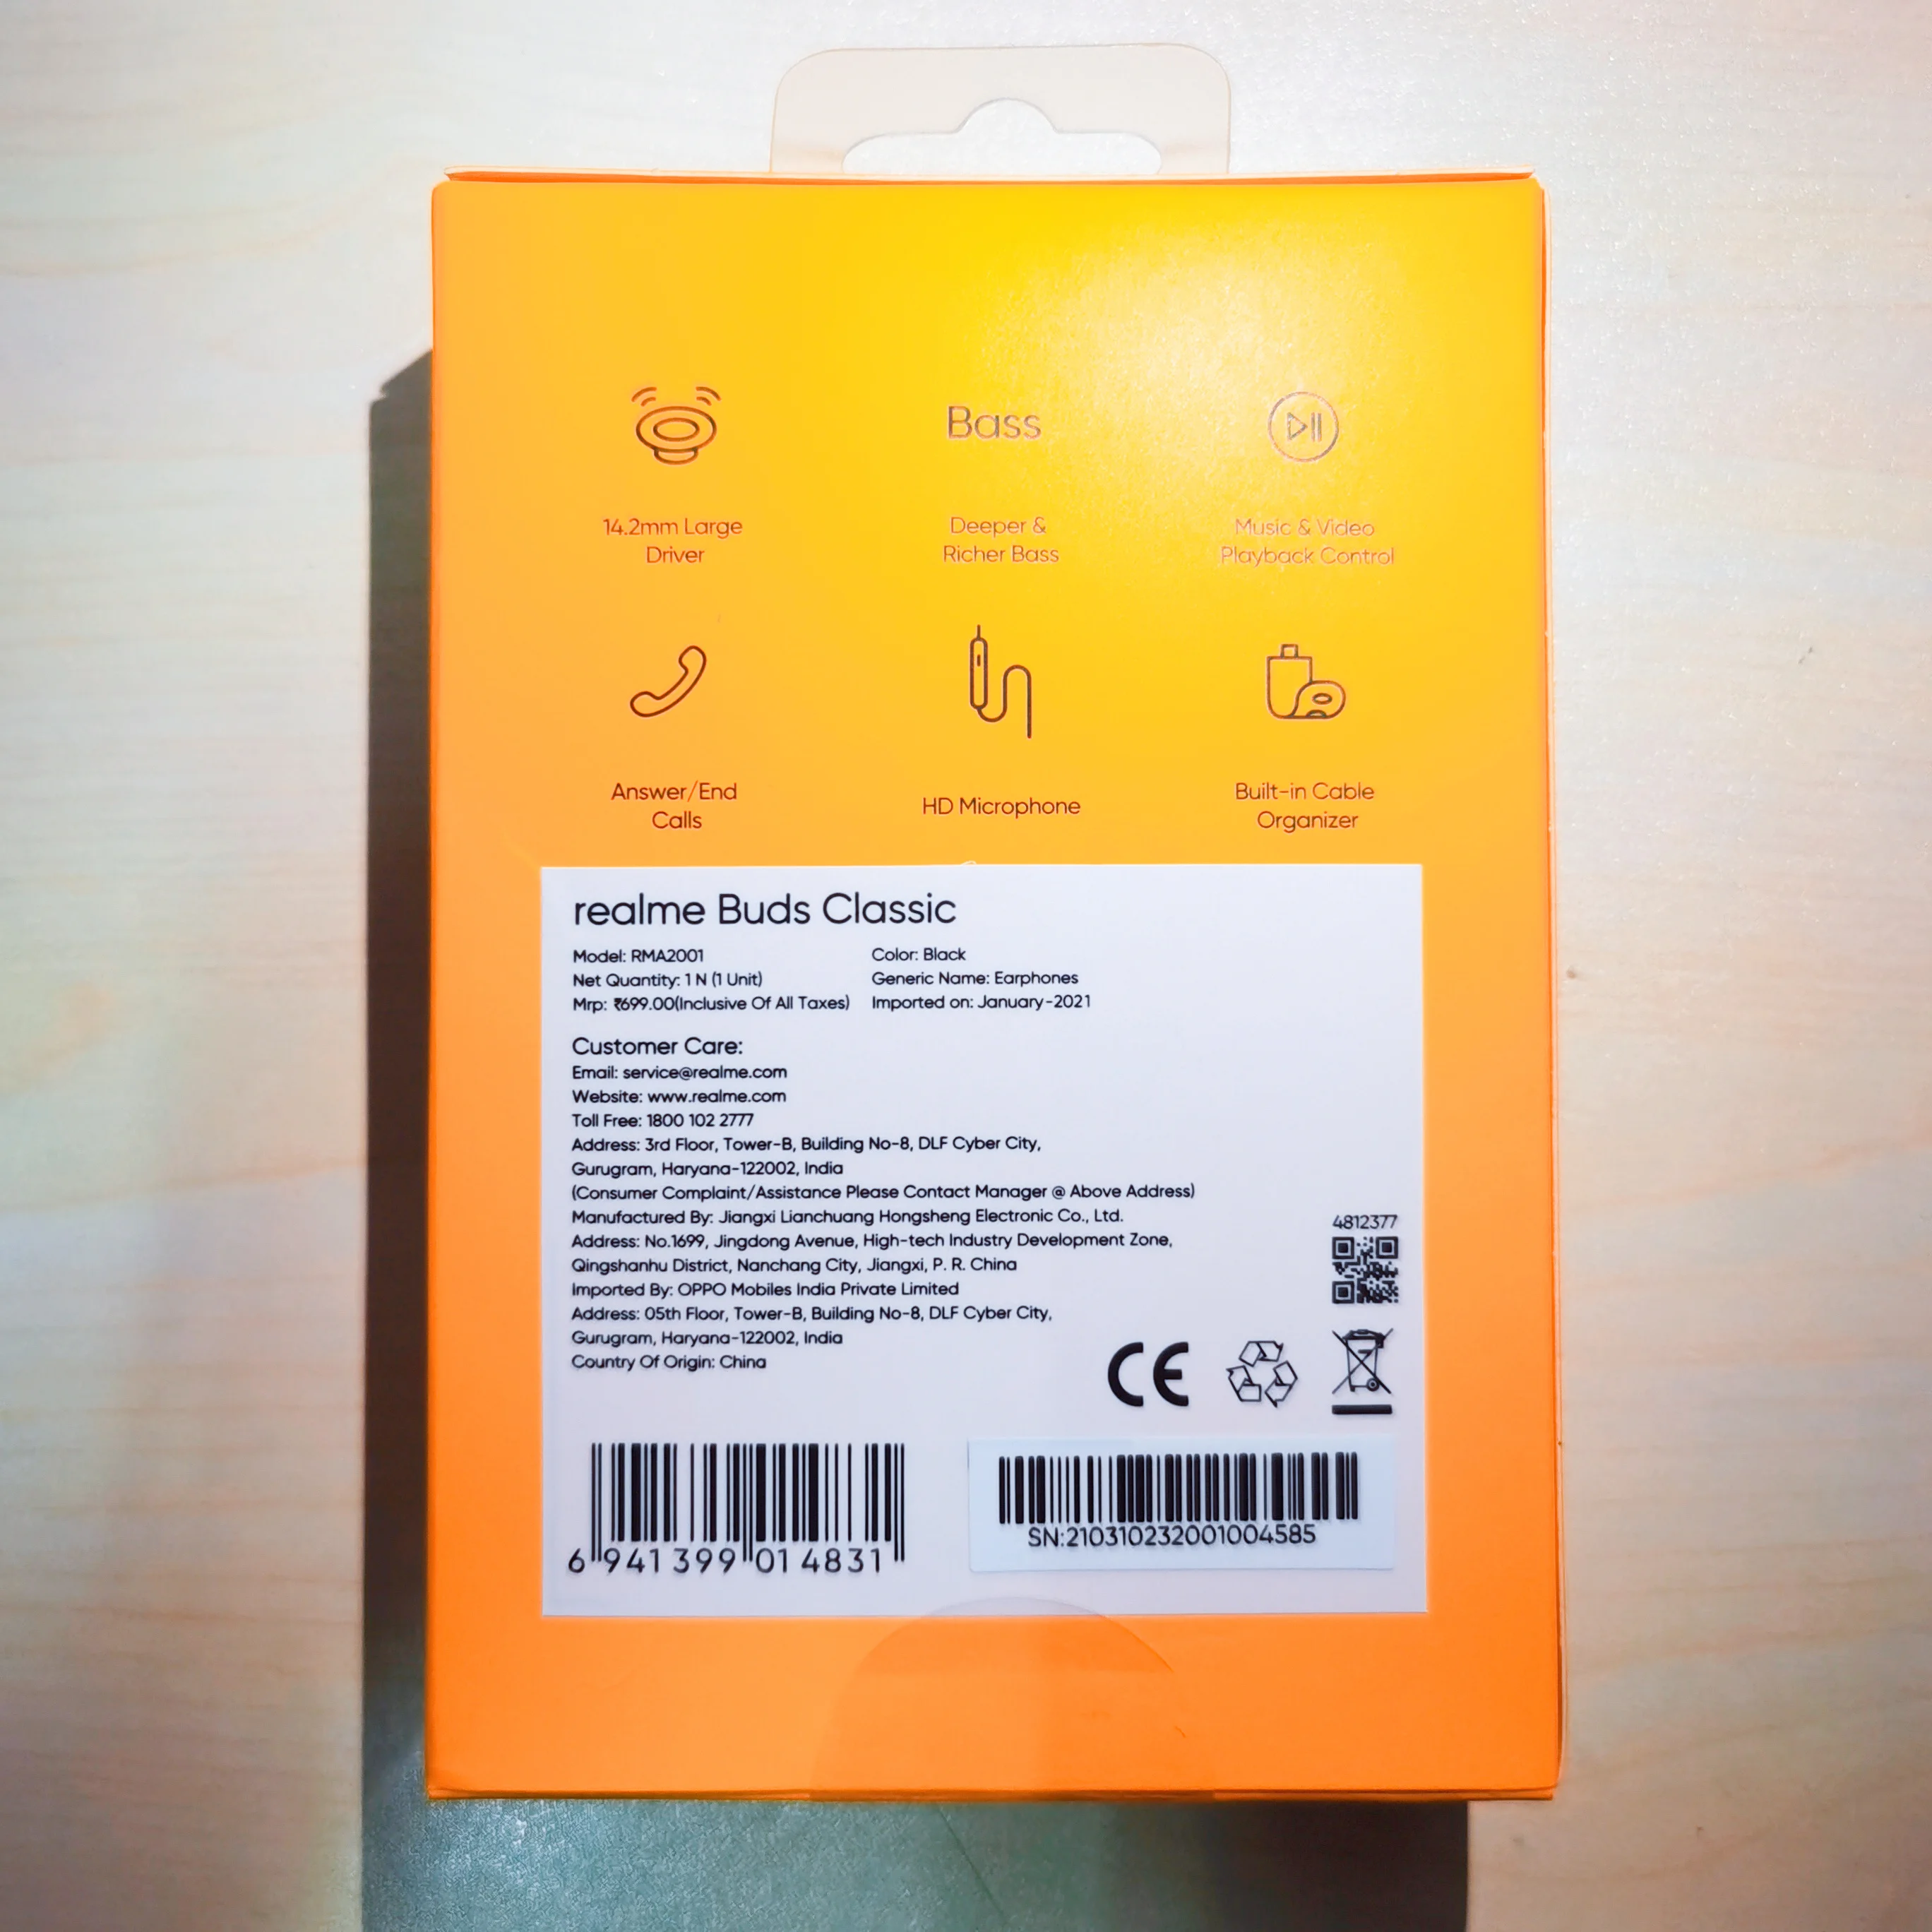 Bass
14.2mm Large
Driver
Deeper &
Richer Bass
Music & Video
Playback Control
Answer/End
Calls
HD Microphone
Built-in Cable
Organizer
realme Buds Classic
Model: RMA2001
Color: Black
Net Quantity: 1 N (1 Unit)
Generic Name: Earphones
Mrp: ₹699.00(Inclusive Of All Taxes)
Imported on: January-2021
Customer Care:
Email: service@realme.com
Website: www.realme.com
Toll Free: 1800 102 2777
Address: 3rd Floor, Tower-B, Building No-8, DLF Cyber City,
Gurugram, Haryana-122002, India
(Consumer Complaint/Assistance Please Contact Manager @ Above Address)
Manufactured By: Jiangxi Lianchuang Hongsheng Electronic Co., Ltd.
Address: No.1699, Jingdong Avenue, High-tech Industry Development Zone,
Qingshanhu District, Nanchang City, Jiangxi, P. R. China
Imported By: OPPO Mobiles India Private Limited
Address: 05th Floor, Tower-B, Building No-8, DLF Cyber City,
Gurugram, Haryana-122002, India
Country Of Origin: China
4812377
CE
6 941399 014831
SN:210310232001004585